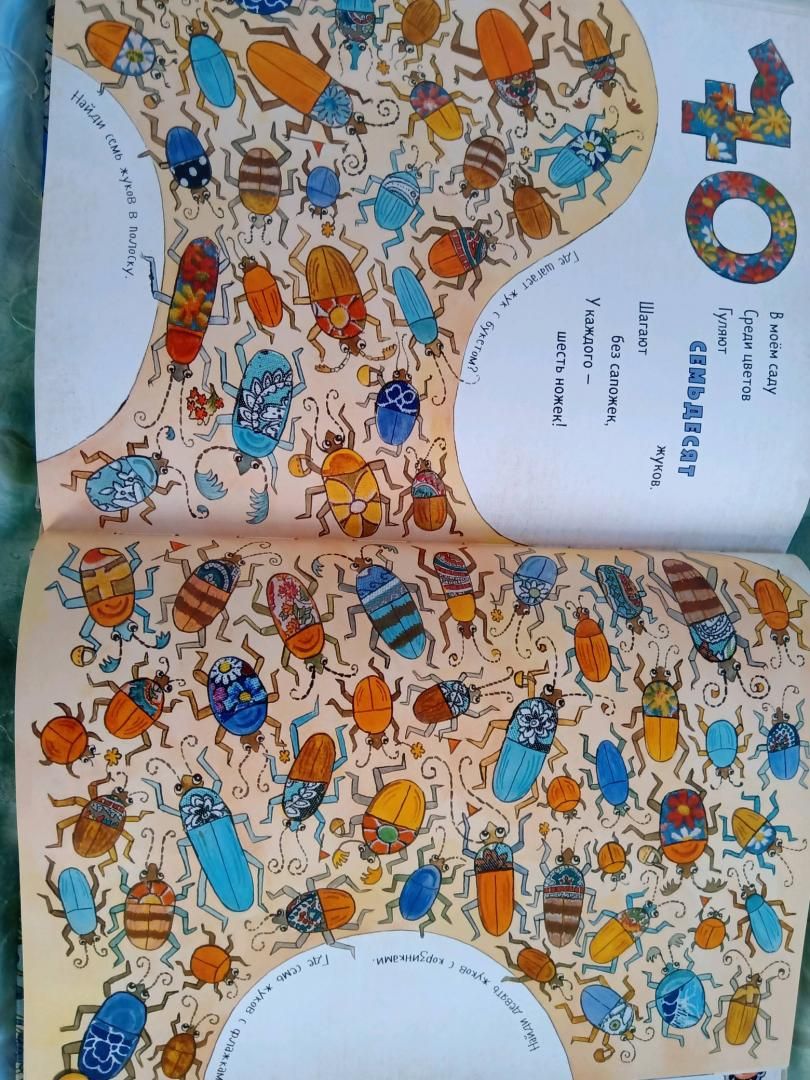 70
В моём саду
Среди цветов
Гуляют
СЕМЬДЕСЯТ
жуков.
Шагают
без сапожек,
У каждого —
шесть ножек!
Где шагает жук с букетом?
Найди семь жуков в полоску.
Найди девять жуков с корзинками.
Где семь жуков с флажкам